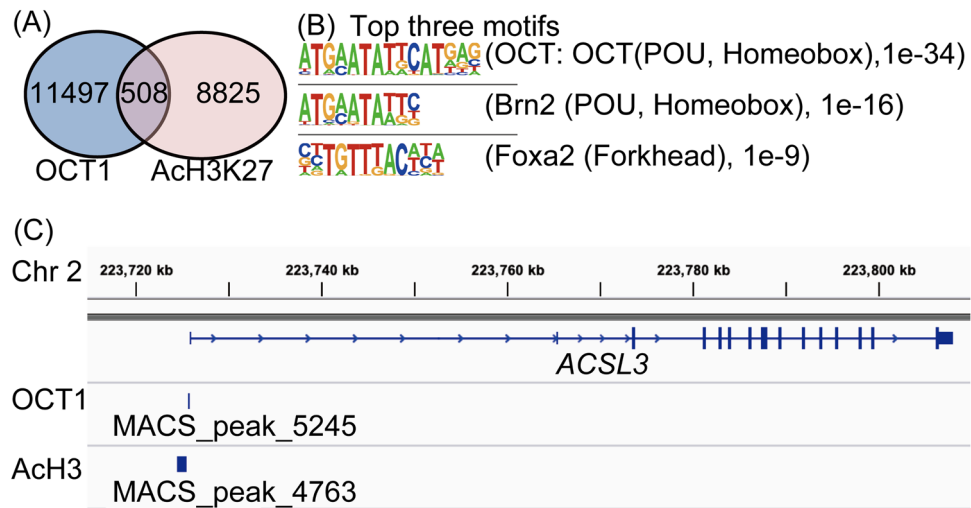 (A)
11497 508 8825
OCT1 AcH3K27
(B) Top three motifs
ATGAATATTCATGAG (OCT: OCT(POU, Homeobox),1e-34)
ATGAATATTC (Brn2 (POU, Homeobox), 1e-16)
(Foxa2 (Forkhead), 1e-9)
(C)
Chr 2 223,720 kb 223,740 kb 223,760 kb 223,780 kb 223,800 kb
ACSL3
OCT1
MACS_peak_5245
AcH3
MACS_peak_4763